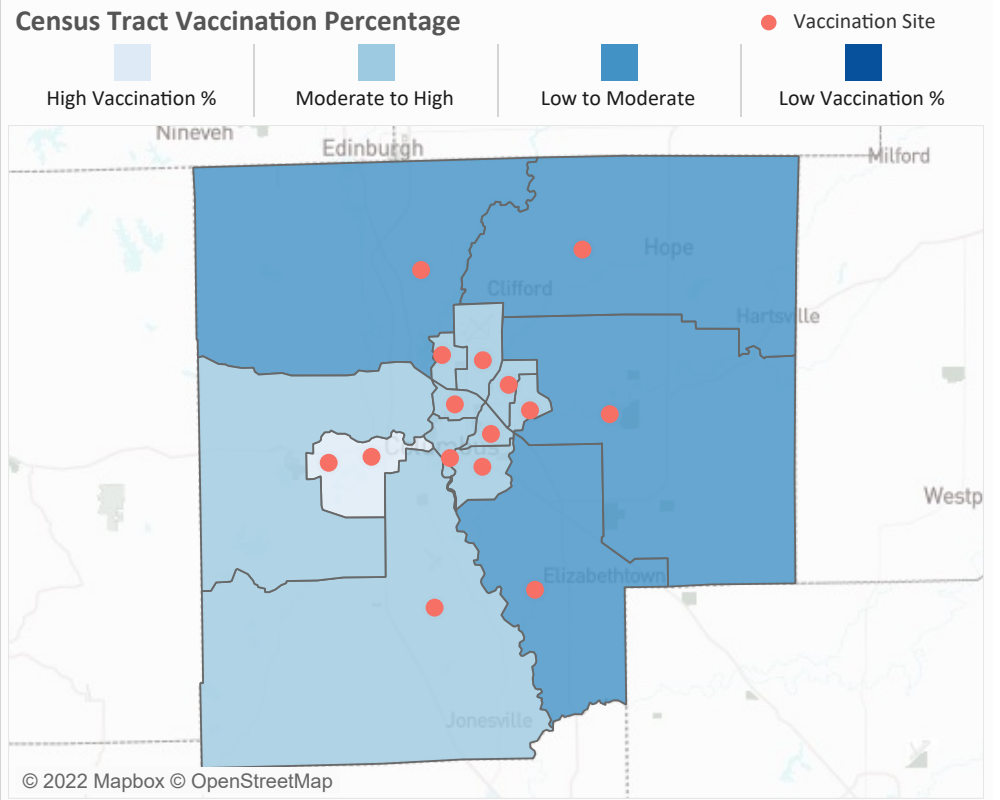 Census Tract Vaccination Percentage
Vaccination Site
High Vaccination %
Moderate to High
Low to Moderate
Low Vaccination %
Nineveh
Edinburgh
Milford
Hope
Clifford
Hartsville
Columbus
Westp
Elizabethtown
Jonesville
© 2022 Mapbox © OpenStreetMap